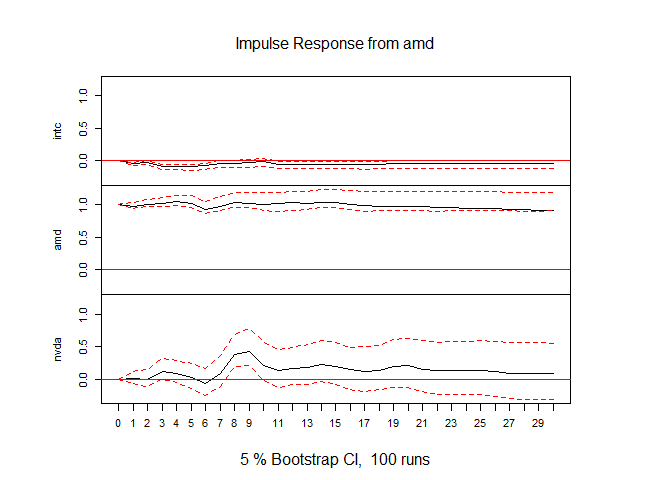 Impulse Response from amd
intc
0.0 0.5 1.0
amd
0.0 0.5 1.0
nvda
0.0 0.5 1.0
0 1 2 3 4 5 6 7 8 9 11 13 15 17 19 21 23 25 27 29
5 % Bootstrap CI, 100 runs